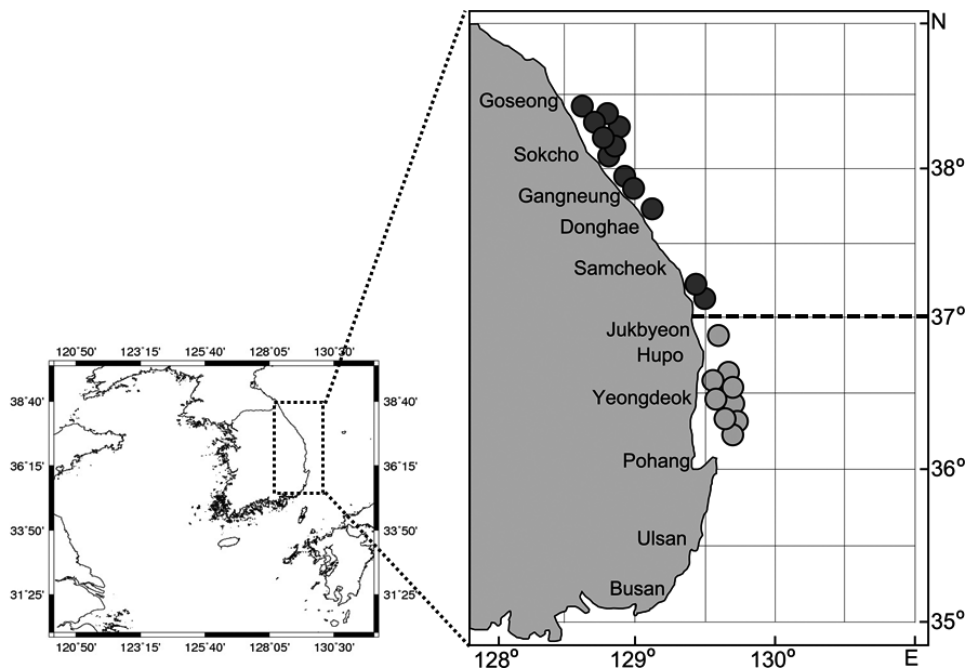 N
Goseong
Sokcho
38°
Gangneung
Donghae
Samcheok
37°
Jukbyeon
Hupo
Yeongdeok
Pohang
36°
Ulsan
Busan
35°
128° 129° 130° E
120°50' 123°15' 125°40' 128°05' 130°30'
38°40' 38°40'
36°15' 36°15'
33°50' 33°50'
31°25' 31°25'
120°50' 123°15' 125°40' 128°05' 130°30'